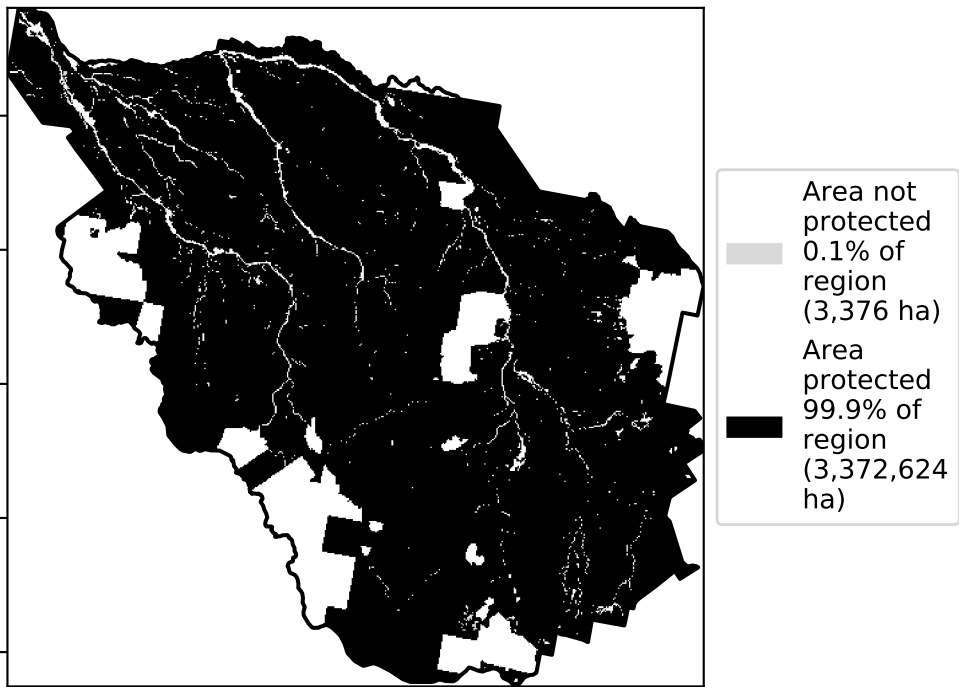 Area not
protected
0.1% of
region
(3,376 ha)
Area
protected
99.9% of
region
(3,372,624
ha)